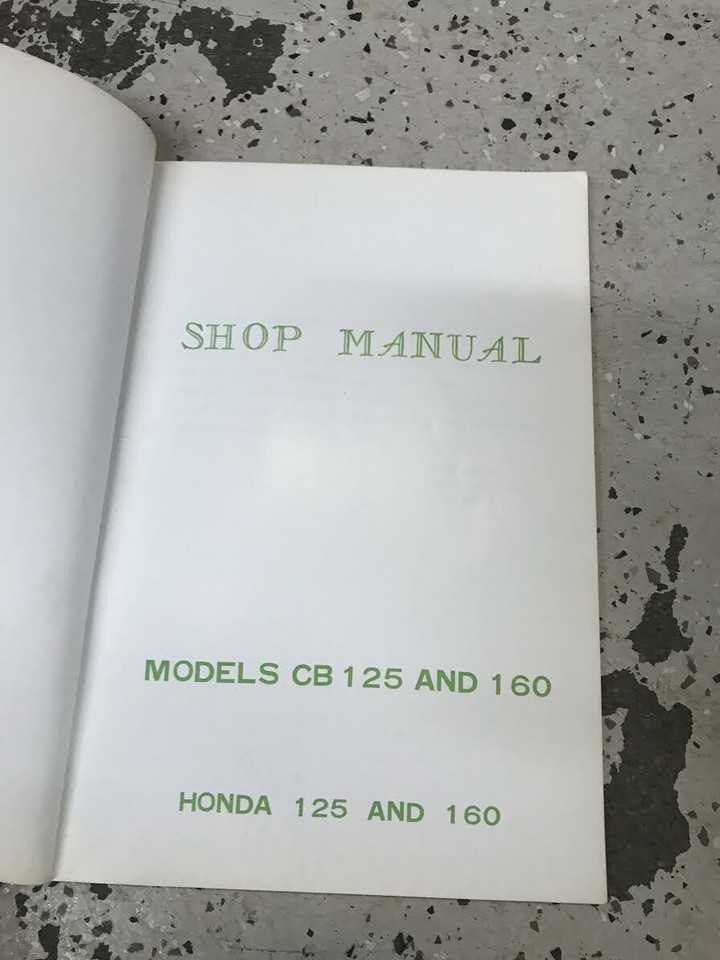 SHOP MANUAL
MODELS CB 125 AND 160
HONDA 125 AND 160